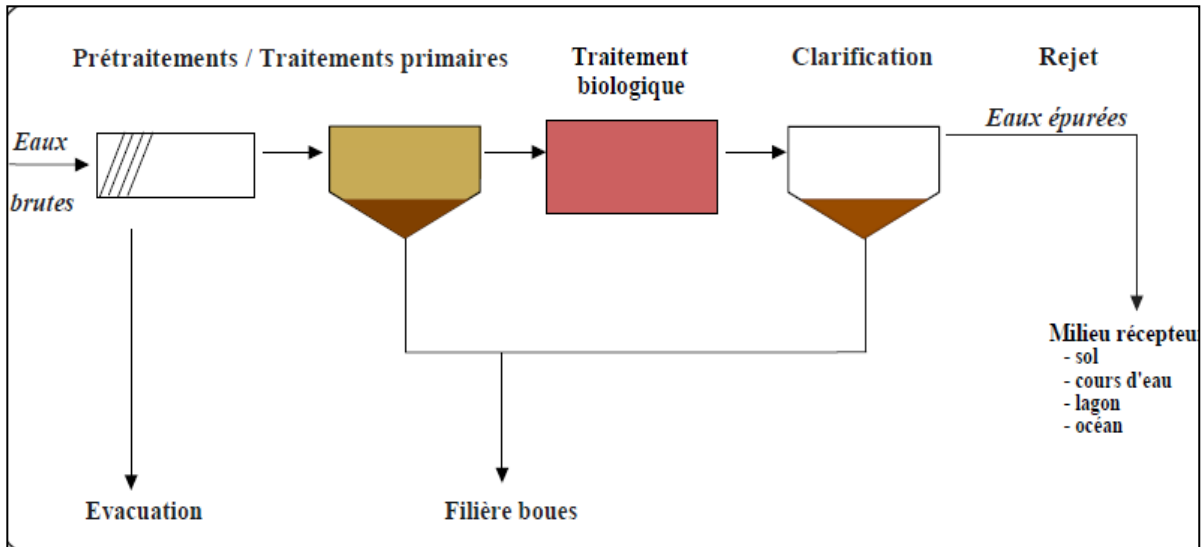 Prétraitements / Traitements primaires
Traitement
biologique
Clarification
Rejet
Eaux
brutes
Eaux épurées
Milieu récepteu
- sol
- cours d'eau
- lagon
- océan
Evacuation
Filière boues